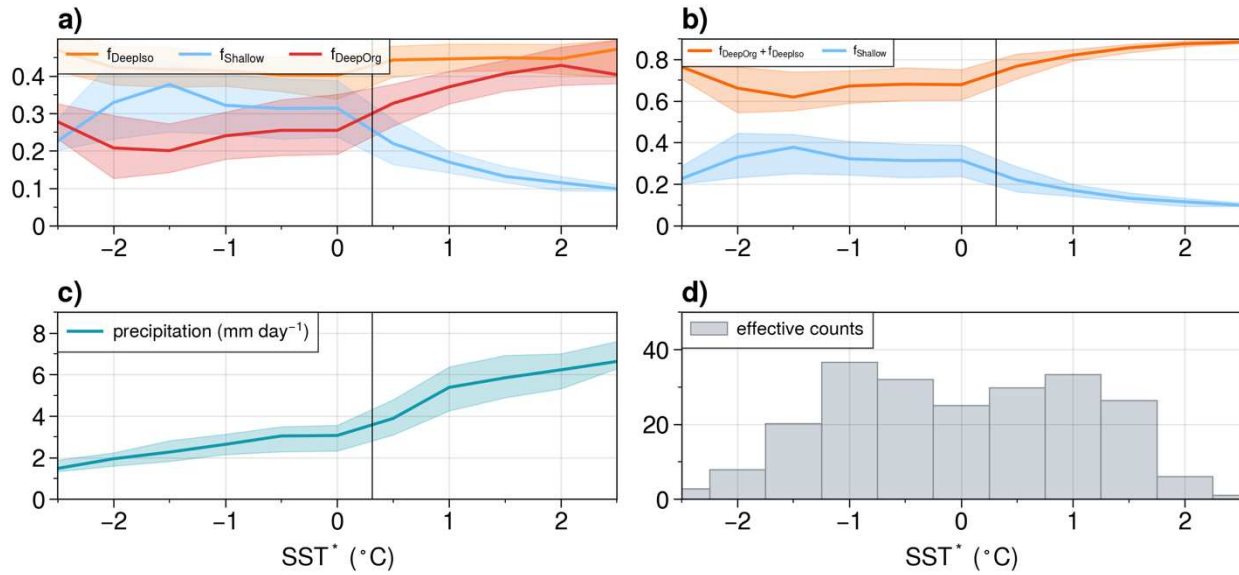 a)
f_DeepIso f_Shallow f_DeepOrg
0.4
0.3
0.2
0.1
0
−2 −1 0 1 2
b)
f_DeepOrg + f_DeepIso f_Shallow
0.8
0.6
0.4
0.2
0
−2 −1 0 1 2
c)
precipitation (mm day⁻¹)
8
6
4
2
0
−2 −1 0 1 2
SST* (°C)
d)
effective counts
40
20
0
−2 −1 0 1 2
SST* (°C)